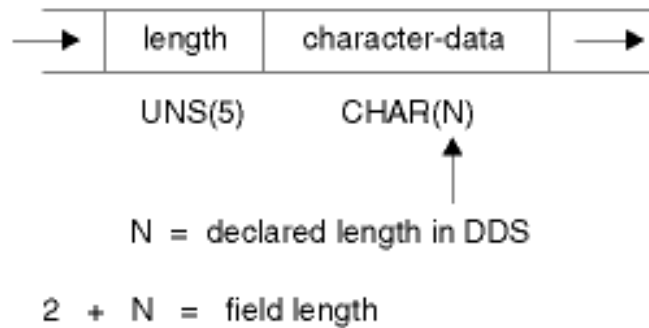 length character-data
UNS(5) CHAR(N)
N = declared length in DDS
2 + N = field length